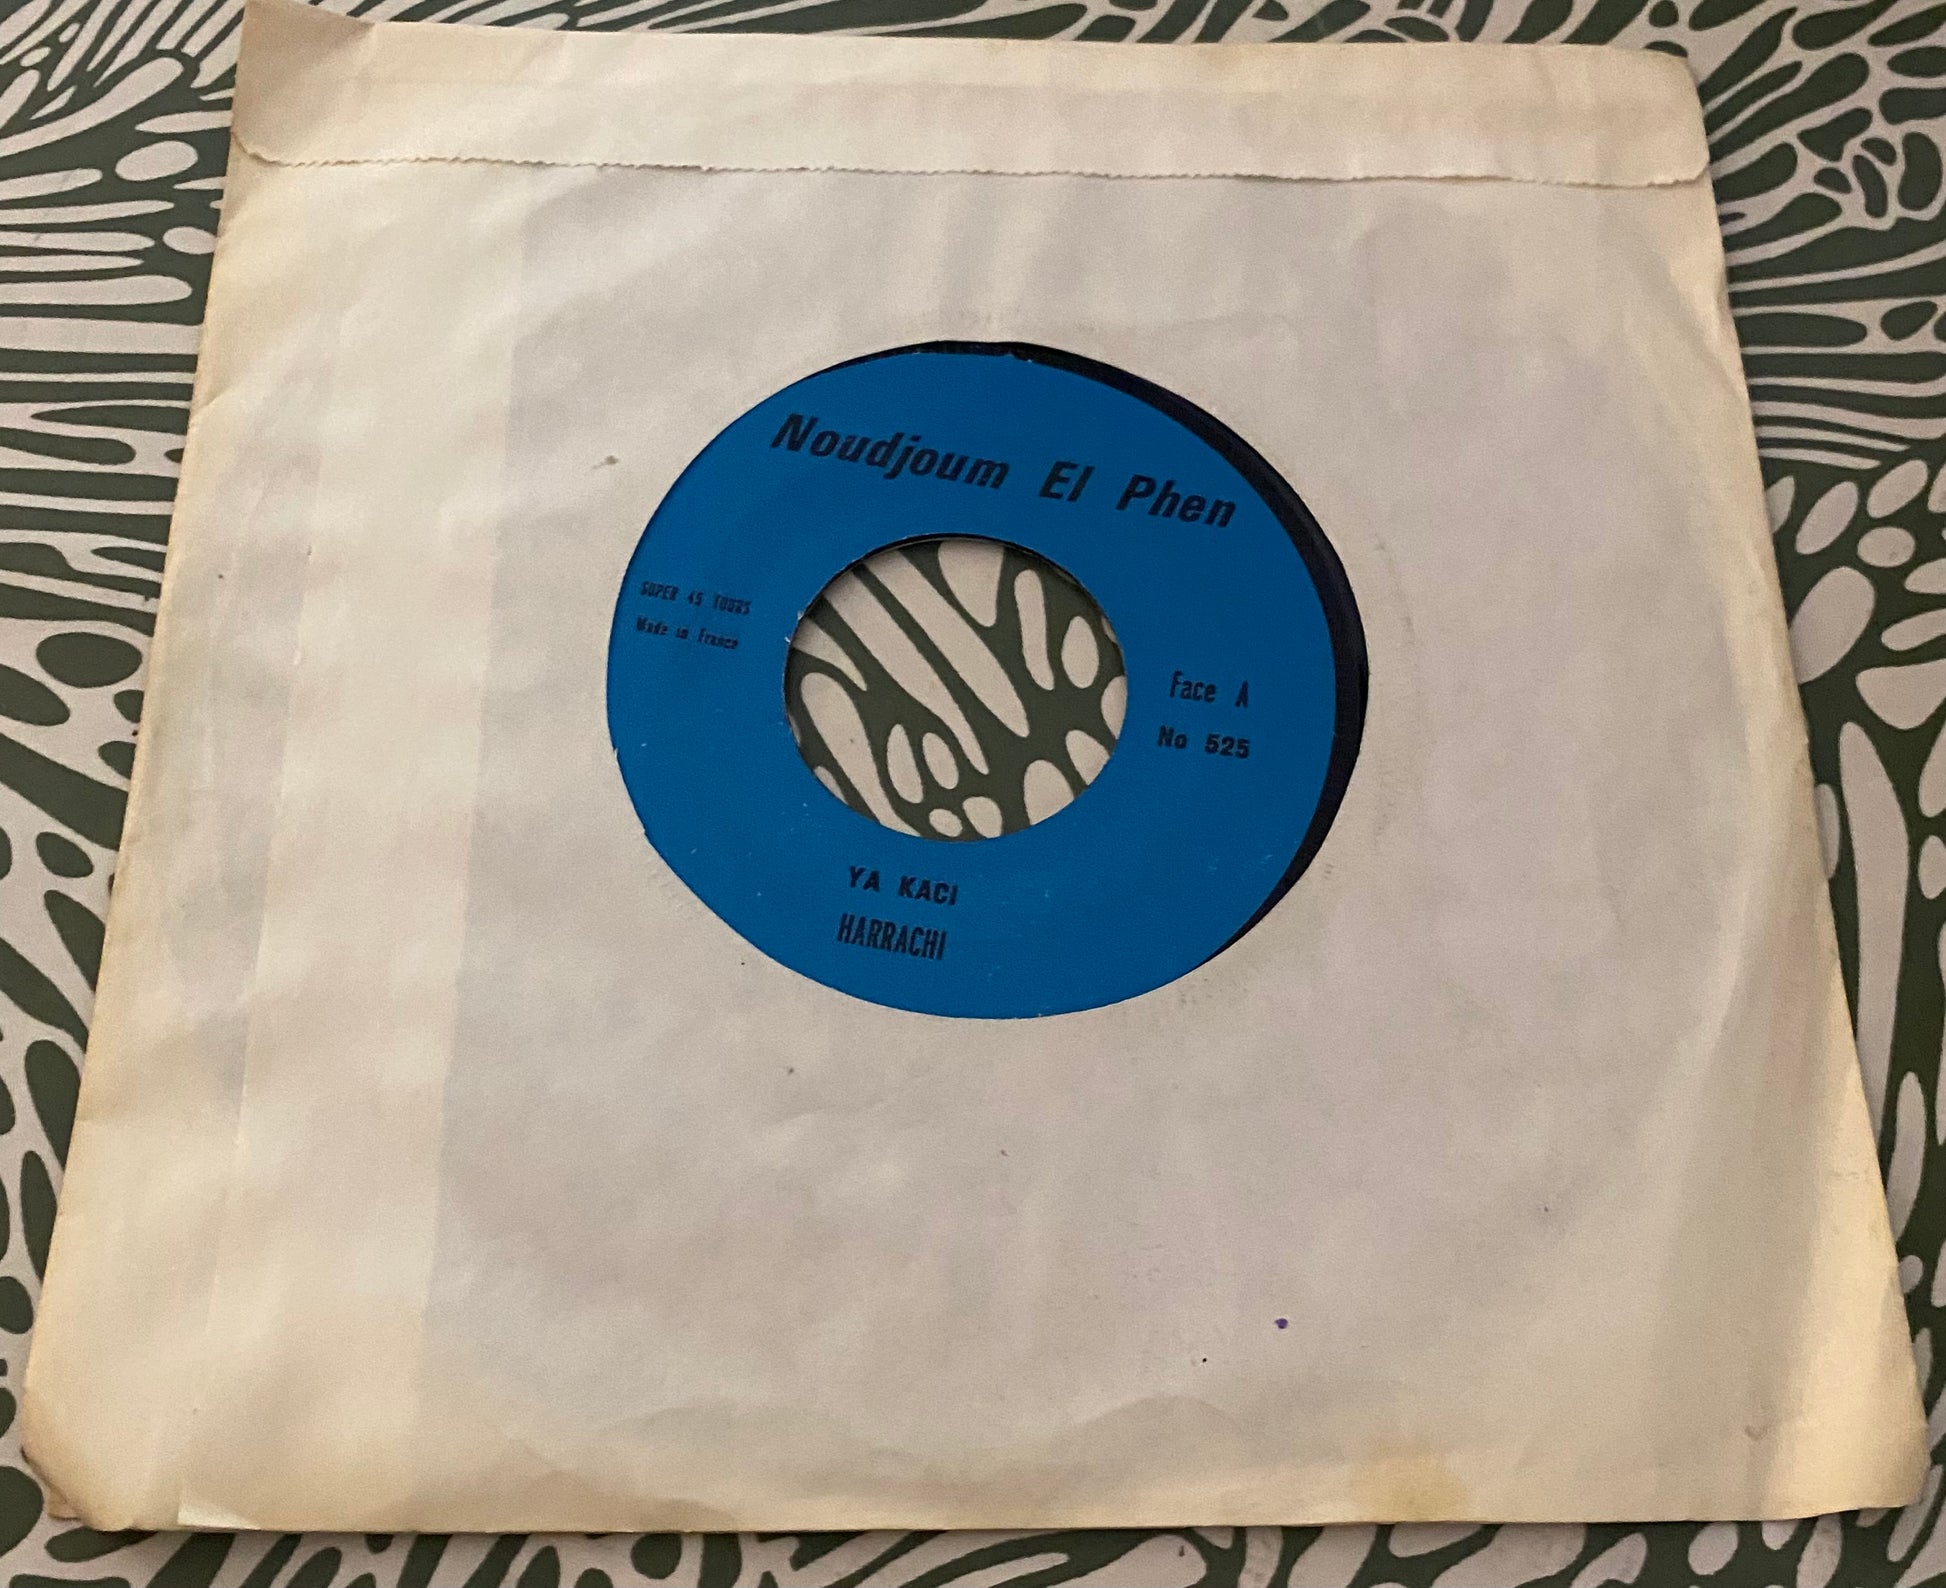 Noudjoum El Phen
SUPER 45 TOURS
Made in France
Face A
No 525
YA KACI
HARRACHI